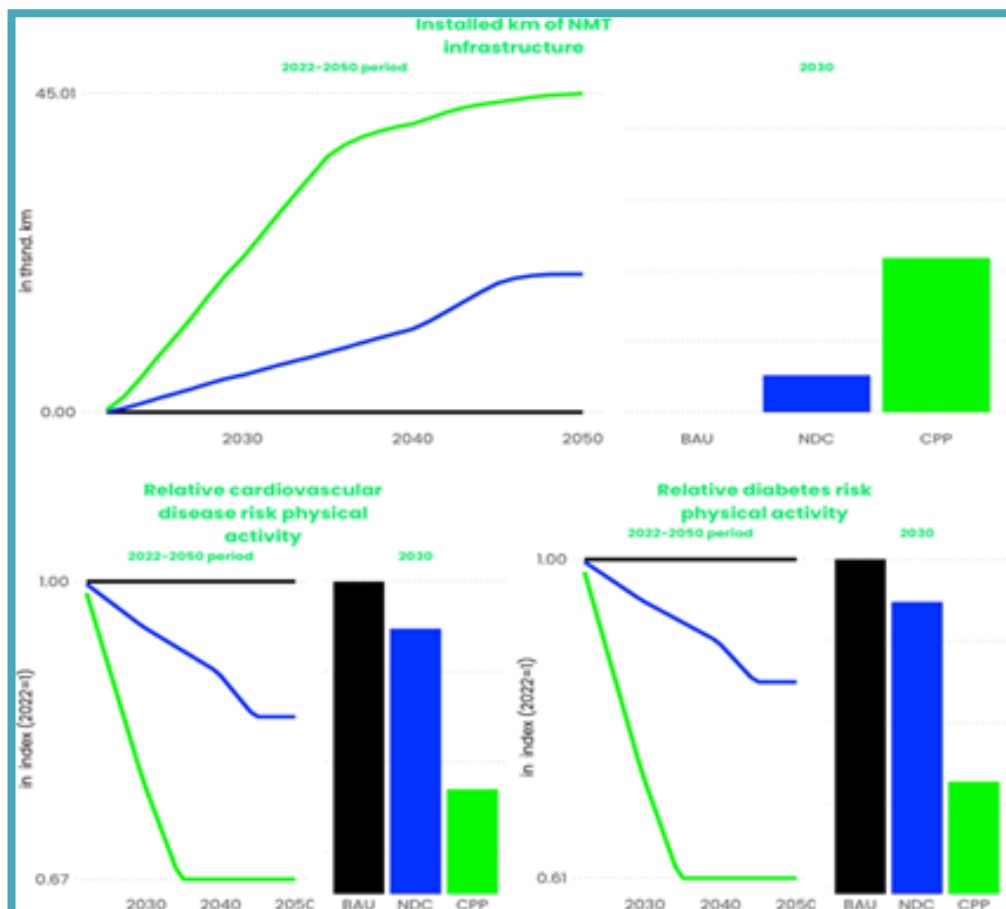 Installed km of NMT
infrastructure
2022-2050 period
2030
45.01
in thsnd. km
0.00
2030
2040
2050
BAU
NDC
CPP
Relative cardiovascular
disease risk physical
activity
2022-2050 period
2030
1.00
in index (2022=1)
0.67
2030
2040
2050
BAU
NDC
CPP
Relative diabetes risk
physical activity
2022-2050 period
2030
1.00
in index (2022=1)
0.61
2030
2040
2050
BAU
NDC
CPP